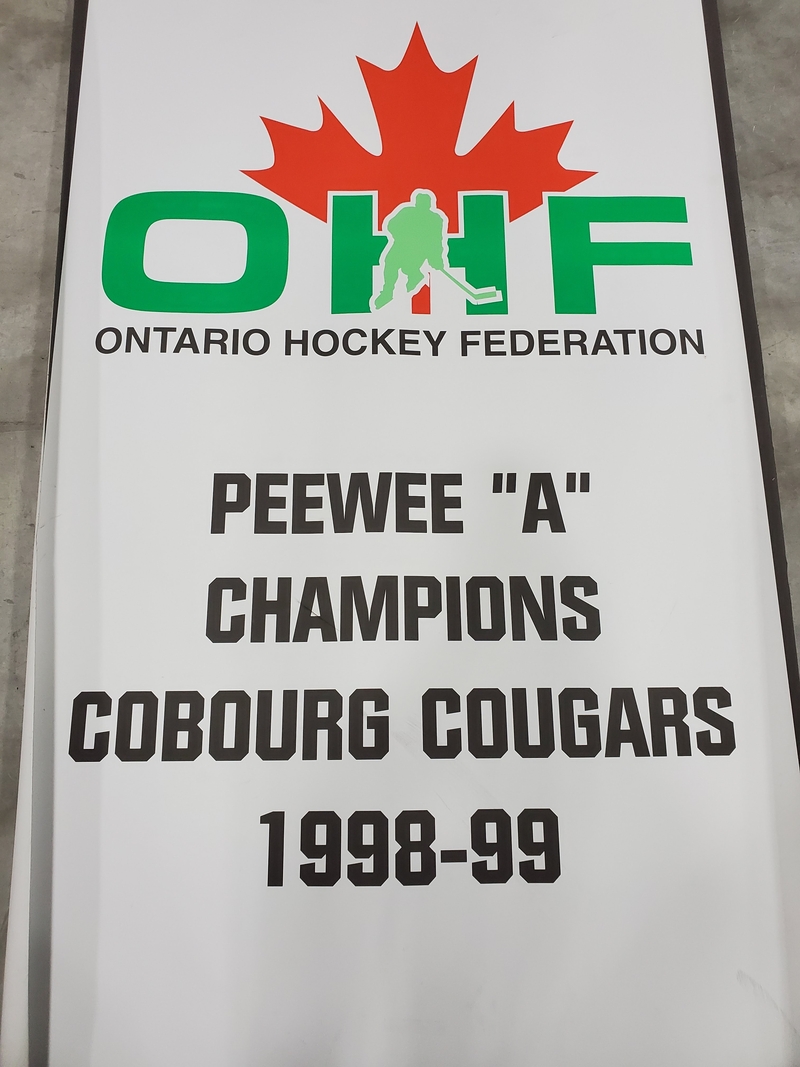 OHF
ONTARIO HOCKEY FEDERATION
PEEWEE "A"
CHAMPIONS
COBOURG COUGARS
1998-99